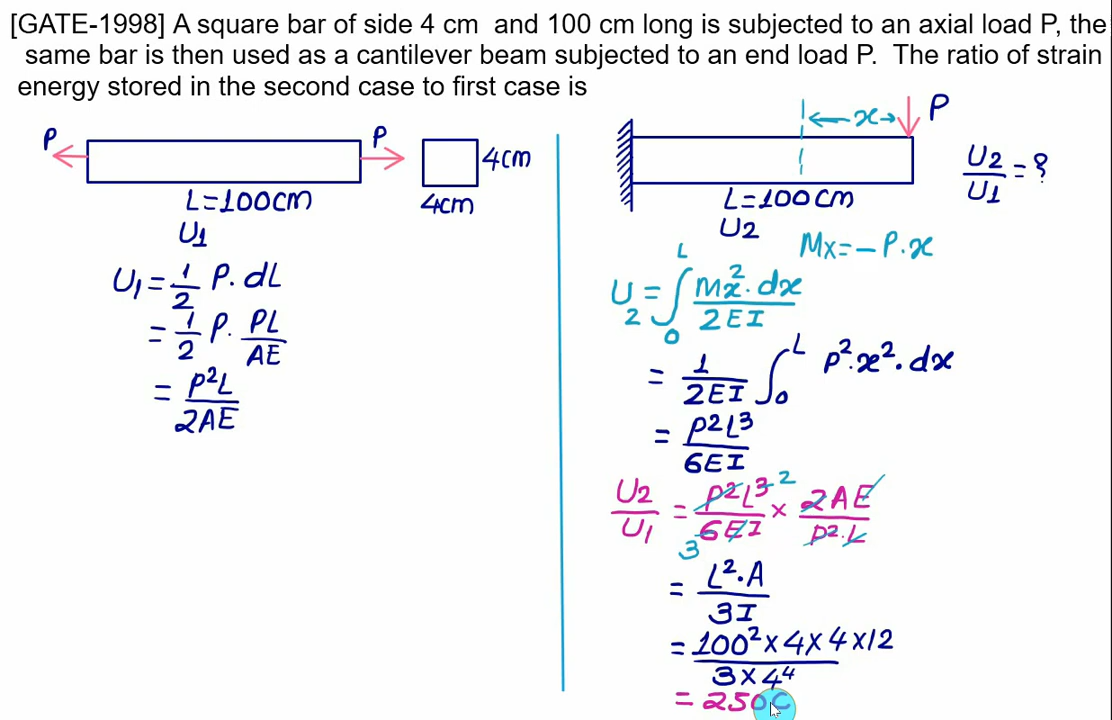 [GATE-1998] A square bar of side 4 cm and 100 cm long is subjected to an axial load P, the
same bar is then used as a cantilever beam subjected to an end load P. The ratio of strain
energy stored in the second case to first case is
P P
4cm
L=100cm 4cm
U1
U1 = 1/2 P. dL
= 1/2 P. PL/AE
= P²L/2AE
x P
U2/U1 = ?
L=100cm
U2
Mx = -P.x
U2 = ∫₀ᴸ Mx².dx/2EI
= 1/2EI ∫₀ᴸ P².x².dx
= P²L³/6EI
U2/U1 = P²L³ 2/6EI 3 × 2AE/P².L
= L².A/3I
= 100²×4×4×12/3×4⁴
= 250